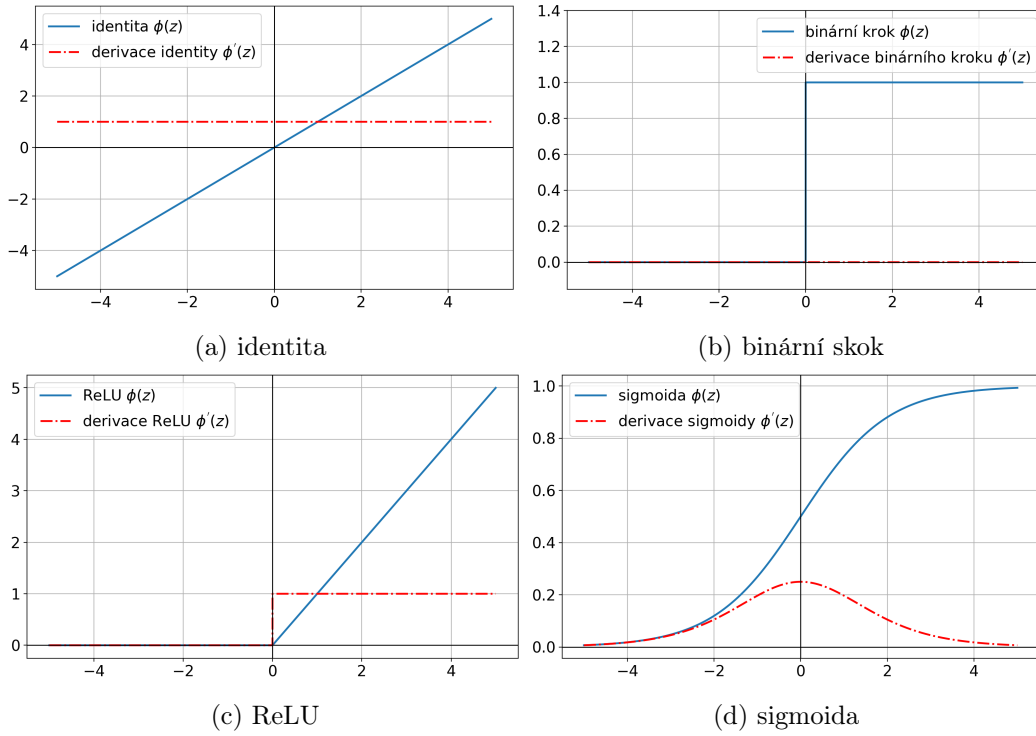 identita ϕ(z)
derivace identity ϕ′(z)
4
2
0
−2
−4
−4 −2 0 2 4
(a) identita
binární krok ϕ(z)
derivace binárního kroku ϕ′(z)
1.4
1.2
1.0
0.8
0.6
0.4
0.2
0.0
−4 −2 0 2 4
(b) binární skok
ReLU ϕ(z)
derivace ReLU ϕ′(z)
5
4
3
2
1
0
−4 −2 0 2 4
(c) ReLU
sigmoida ϕ(z)
derivace sigmoidy ϕ′(z)
1.0
0.8
0.6
0.4
0.2
0.0
−4 −2 0 2 4
(d) sigmoida